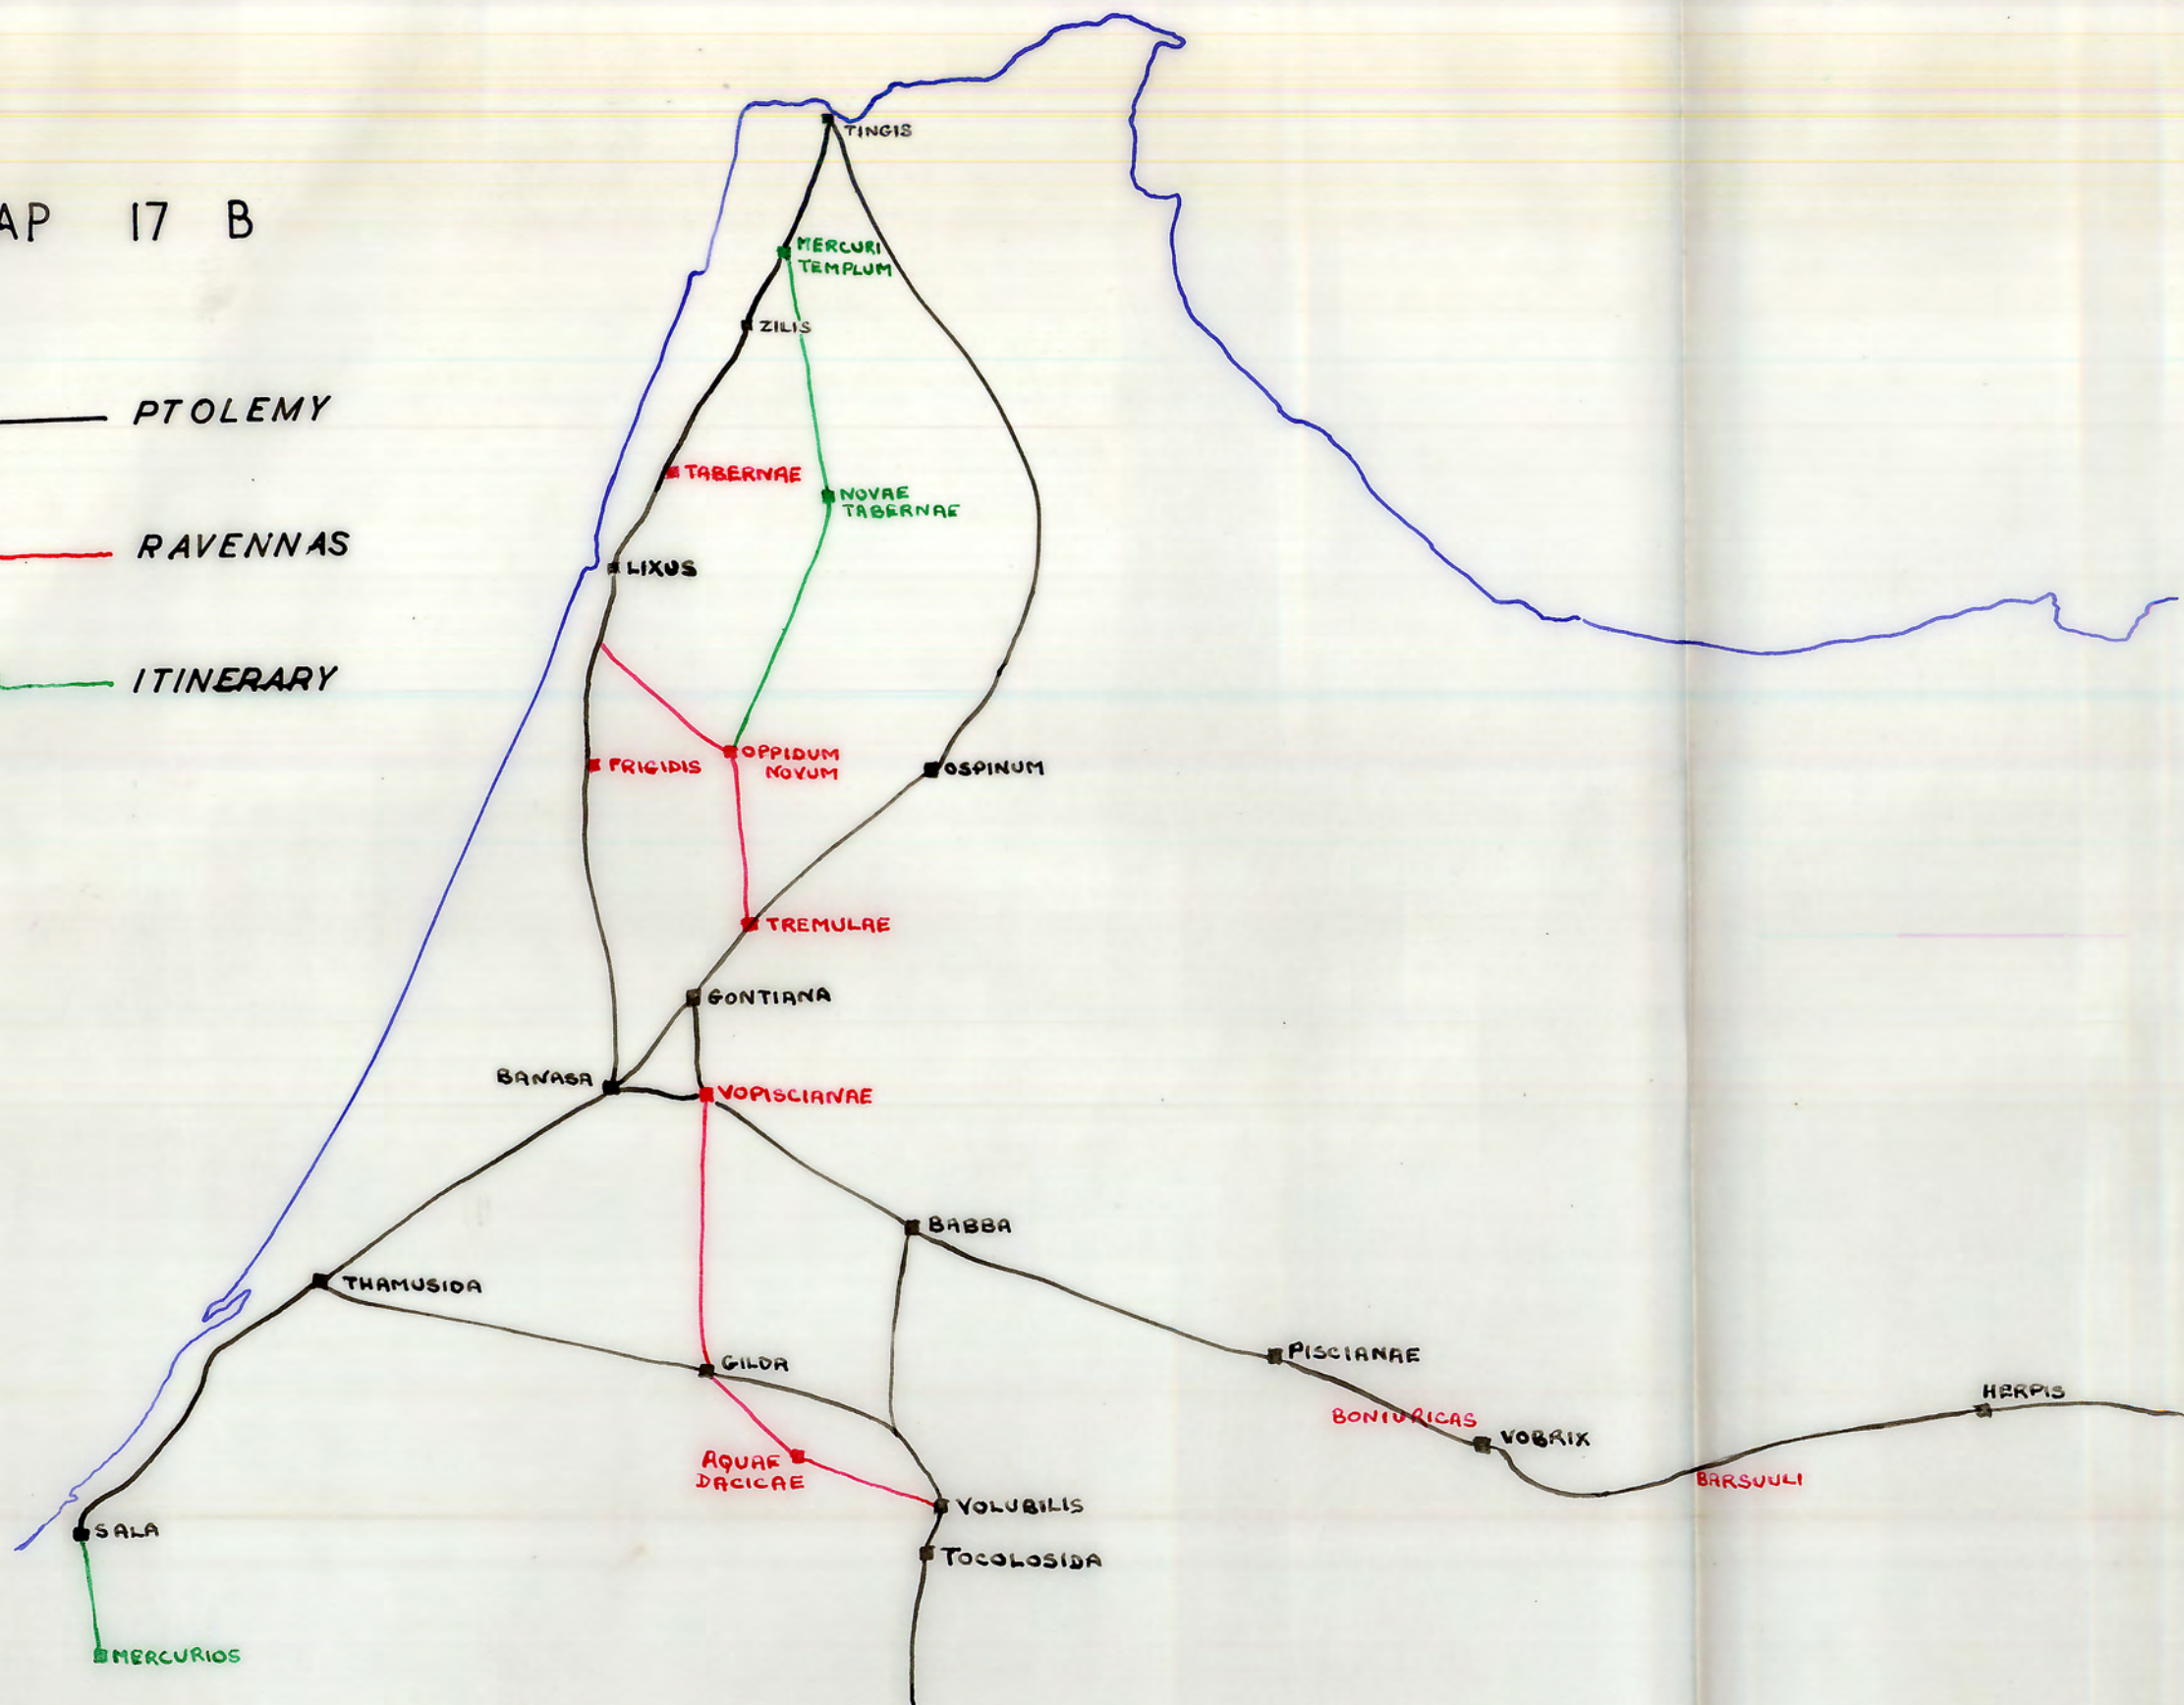 AP 17 B
PTOLEMY
RAVENNAS
ITINERARY
TINGIS
MERCURI
TEMPLUM
ZILIS
TABERNAE
NOVAE
TABERNAE
LIXUS
OPPIDUM
NOVUM
FRIGIDIS
OSPINUM
TREMULAE
GONTIANA
BANASA
VOPISCIANAE
BABBA
THAMUSIDA
GILDA
PISCIANAE
HERPIS
BONIURICAS
VOBRIX
AQUAE
DACICAE
BARSUULI
VOLUBILIS
SALA
TOCOLOSIDA
MERCURIOS